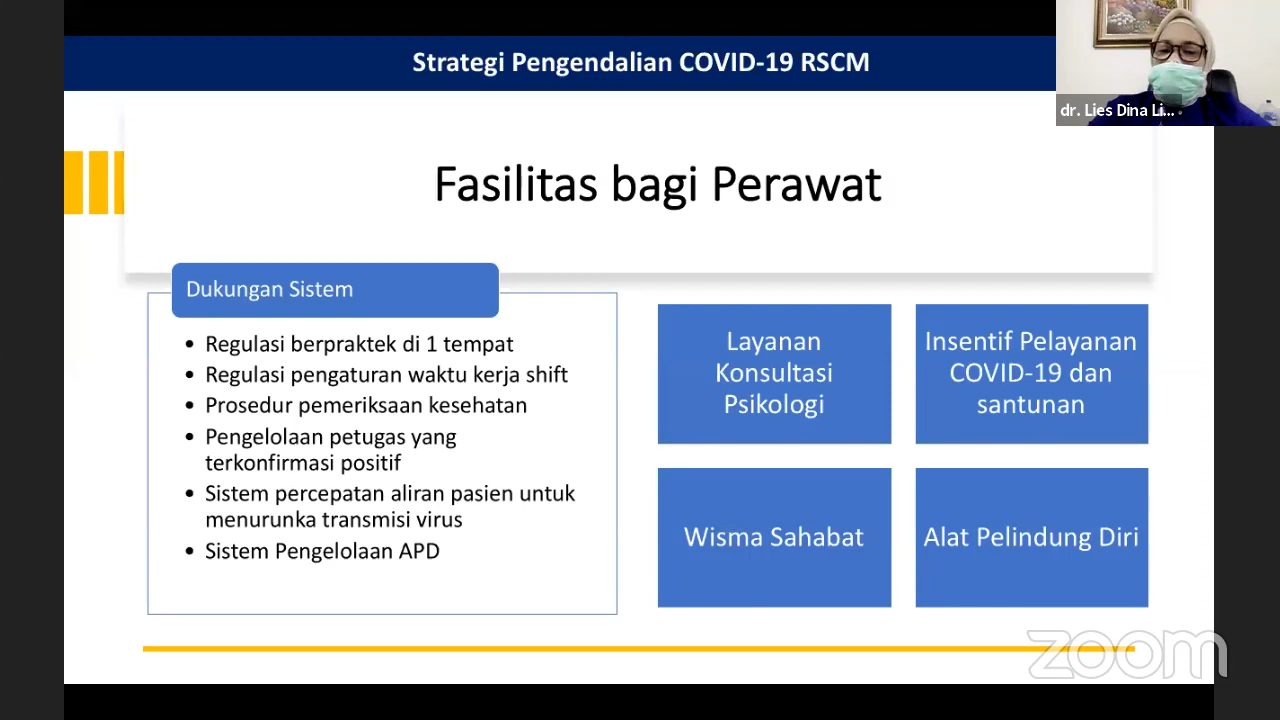 Strategi Pengendalian COVID-19 RSCM
dr. Lies Dina Li...
Fasilitas bagi Perawat
Dukungan Sistem
• Regulasi berpraktek di 1 tempat
• Regulasi pengaturan waktu kerja shift
• Prosedur pemeriksaan kesehatan
• Pengelolaan petugas yang
terkonfirmasi positif
• Sistem percepatan aliran pasien untuk
menurunka transmisi virus
• Sistem Pengelolaan APD
Layanan
Konsultasi
Psikologi
Insentif Pelayanan
COVID-19 dan
santunan
Wisma Sahabat
Alat Pelindung Diri
zoom